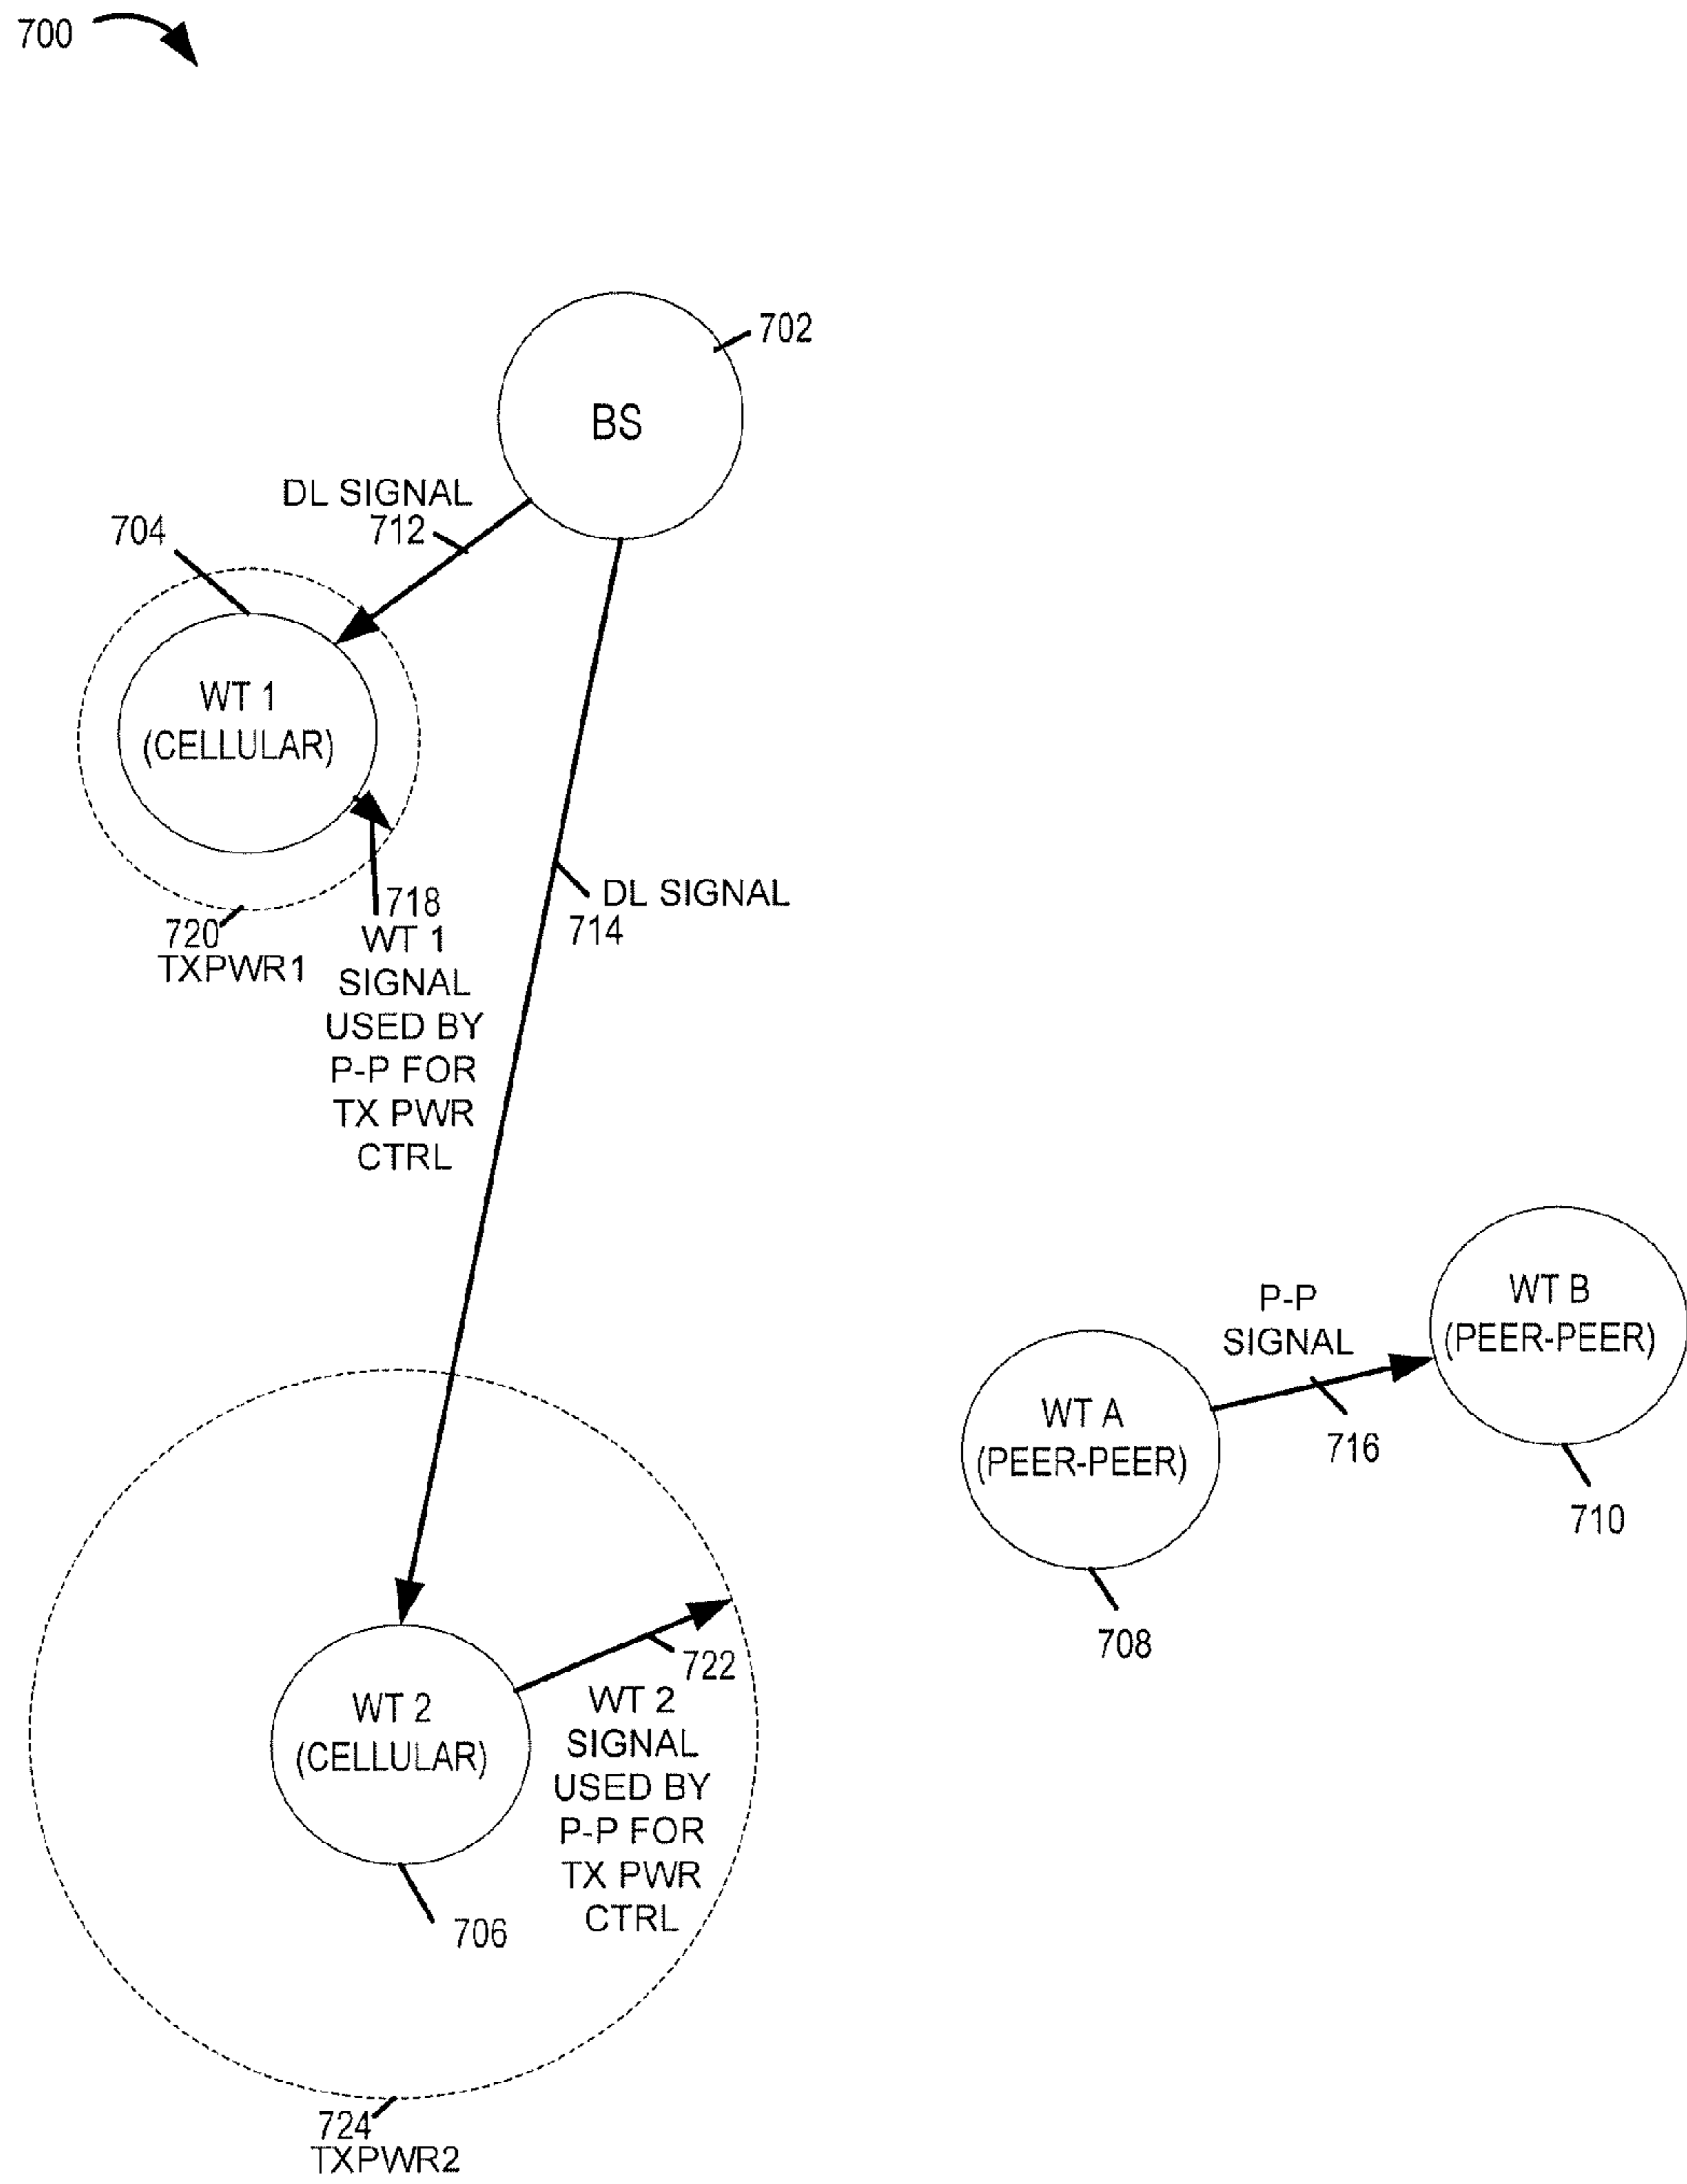 700
702
BS
DL SIGNAL
712
704
WT 1
(CELLULAR)
718
WT 1
SIGNAL
USED BY
P-P FOR
TX PWR
CTRL
720
TXPWR1
DL SIGNAL
714
P-P
SIGNAL
WT B
(PEER-PEER)
WT A
(PEER-PEER)
716
710
708
722
WT 2
SIGNAL
USED BY
P-P FOR
TX PWR
CTRL
WT 2
(CELLULAR)
706
724
TXPWR2